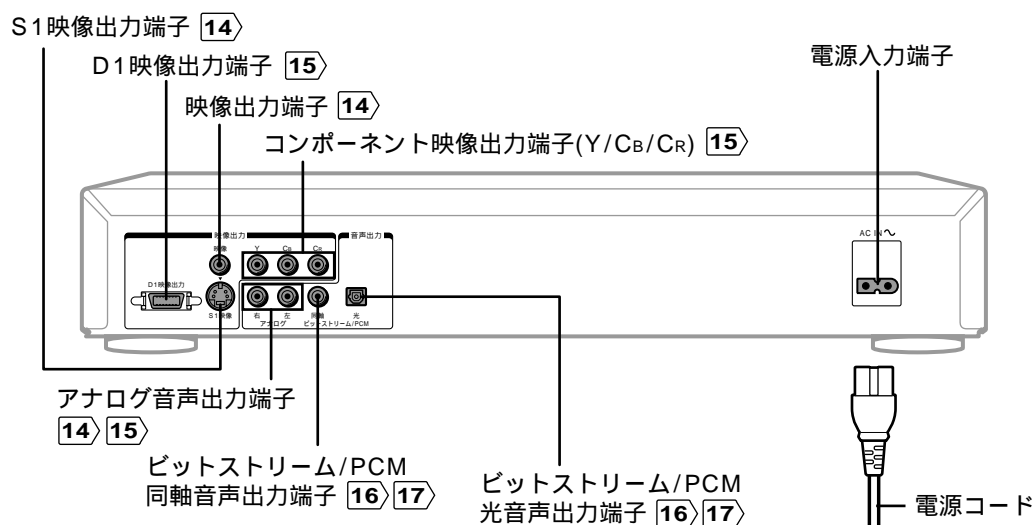 S1映像出力端子 14
D1映像出力端子 15
電源入力端子
映像出力端子 14
コンポーネント映像出力端子(Y/CB/CR) 15
映像出力
音声出力
映像
Y
CB
CR
AC IN
D1映像出力
S1映像
右
左
同軸
光
アナログ
ビットストリーム/PCM
アナログ音声出力端子
14 15
ビットストリーム/PCM
同軸音声出力端子 16 17
ビットストリーム/PCM
光音声出力端子 16 17
電源コード